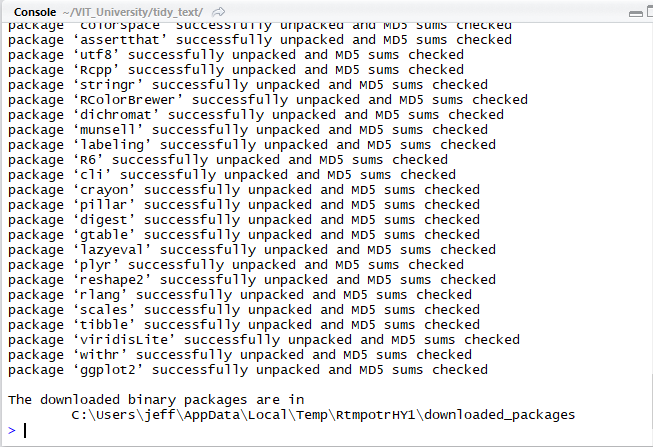 Console ~/VIT_University/tidy_text/
package ‘colorspace’ successfully unpacked and MD5 sums checked
package ‘assertthat’ successfully unpacked and MD5 sums checked
package ‘utf8’ successfully unpacked and MD5 sums checked
package ‘Rcpp’ successfully unpacked and MD5 sums checked
package ‘stringr’ successfully unpacked and MD5 sums checked
package ‘RColorBrewer’ successfully unpacked and MD5 sums checked
package ‘dichromat’ successfully unpacked and MD5 sums checked
package ‘munsell’ successfully unpacked and MD5 sums checked
package ‘labeling’ successfully unpacked and MD5 sums checked
package ‘R6’ successfully unpacked and MD5 sums checked
package ‘cli’ successfully unpacked and MD5 sums checked
package ‘crayon’ successfully unpacked and MD5 sums checked
package ‘pillar’ successfully unpacked and MD5 sums checked
package ‘digest’ successfully unpacked and MD5 sums checked
package ‘gtable’ successfully unpacked and MD5 sums checked
package ‘lazyeval’ successfully unpacked and MD5 sums checked
package ‘plyr’ successfully unpacked and MD5 sums checked
package ‘reshape2’ successfully unpacked and MD5 sums checked
package ‘rlang’ successfully unpacked and MD5 sums checked
package ‘scales’ successfully unpacked and MD5 sums checked
package ‘tibble’ successfully unpacked and MD5 sums checked
package ‘viridisLite’ successfully unpacked and MD5 sums checked
package ‘withr’ successfully unpacked and MD5 sums checked
package ‘ggplot2’ successfully unpacked and MD5 sums checked
The downloaded binary packages are in
C:\Users\jeff\AppData\Local\Temp\RtmpotrHY1\downloaded_packages
>